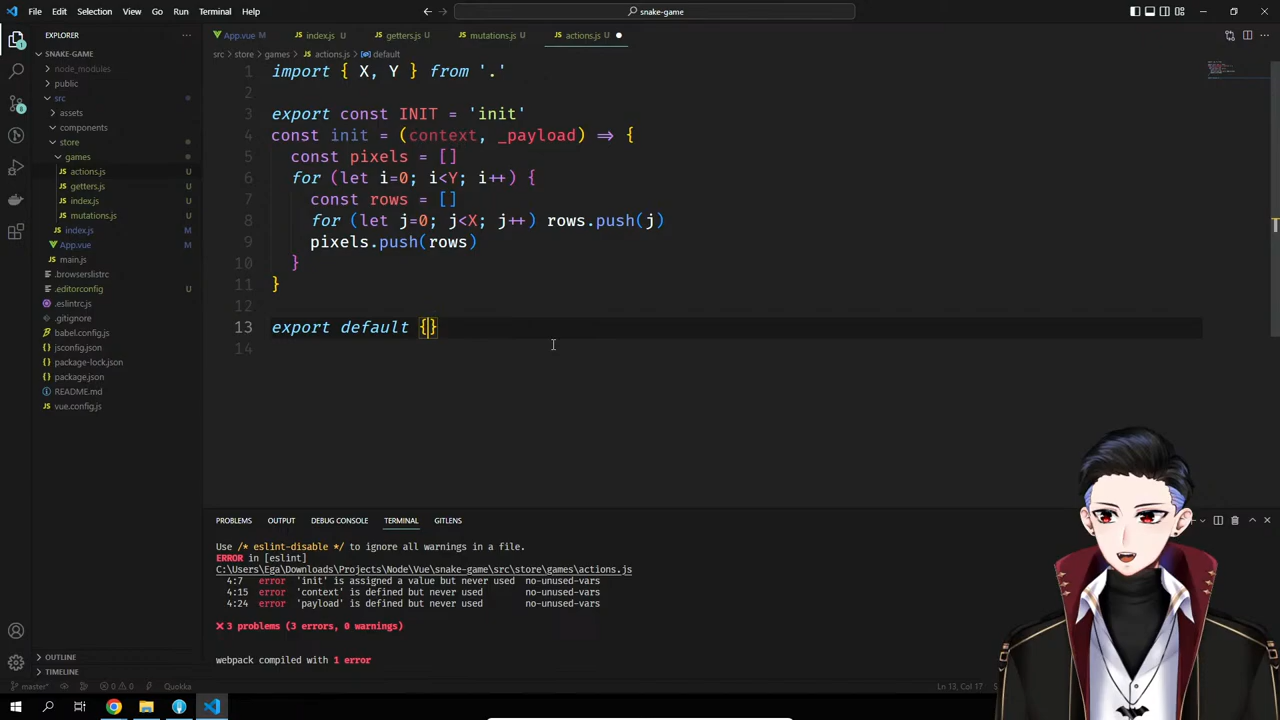 File Edit Selection View Go Run Terminal Help
snake-game
EXPLORER
App.vue M
index.js U
getters.js U
mutations.js U
actions.js U
SNAKE-GAME
node_modules
public
src
assets
components
store
games
actions.js U
getters.js U
index.js U
mutations.js U
index.js M
App.vue M
main.js
.browserslistrc
.editorconfig U
.eslintrc.js
.gitignore
babel.config.js
jsconfig.json
package-lock.json
package.json
README.md
vue.config.js
OUTLINE
TIMELINE
src > store > games > actions.js > default
1 import { X, Y } from '.'
2
3 export const INIT = 'init'
4 const init = (context, _payload) => {
5 const pixels = []
6 for (let i=0; i<Y; i++) {
7 const rows = []
8 for (let j=0; j<X; j++) rows.push(j)
9 pixels.push(rows)
10 }
11 }
12
13 export default {}
14
PROBLEMS OUTPUT DEBUG CONSOLE TERMINAL GITLENS
Use /* eslint-disable */ to ignore all warnings in a file.
ERROR in [eslint]
C:\Users\Ega\Downloads\Projects\Node\Vue\snake-game\src\store\games\actions.js
4:7 error 'init' is assigned a value but never used no-unused-vars
4:15 error 'context' is defined but never used no-unused-vars
4:24 error 'payload' is defined but never used no-unused-vars
✖ 3 problems (3 errors, 0 warnings)
webpack compiled with 1 error
master* 0 0 Quokka
Ln 13, Col 17